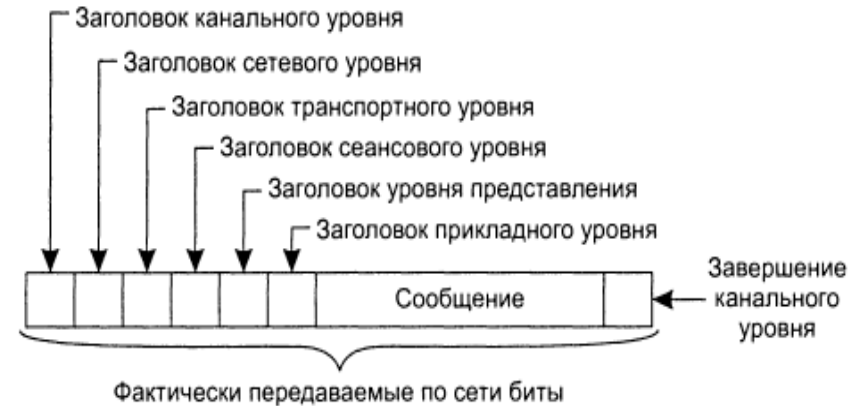 Заголовок канального уровня
Заголовок сетевого уровня
Заголовок транспортного уровня
Заголовок сеансового уровня
Заголовок уровня представления
Заголовок прикладного уровня
Сообщение
Завершение
канального
уровня
Фактически передаваемые по сети биты